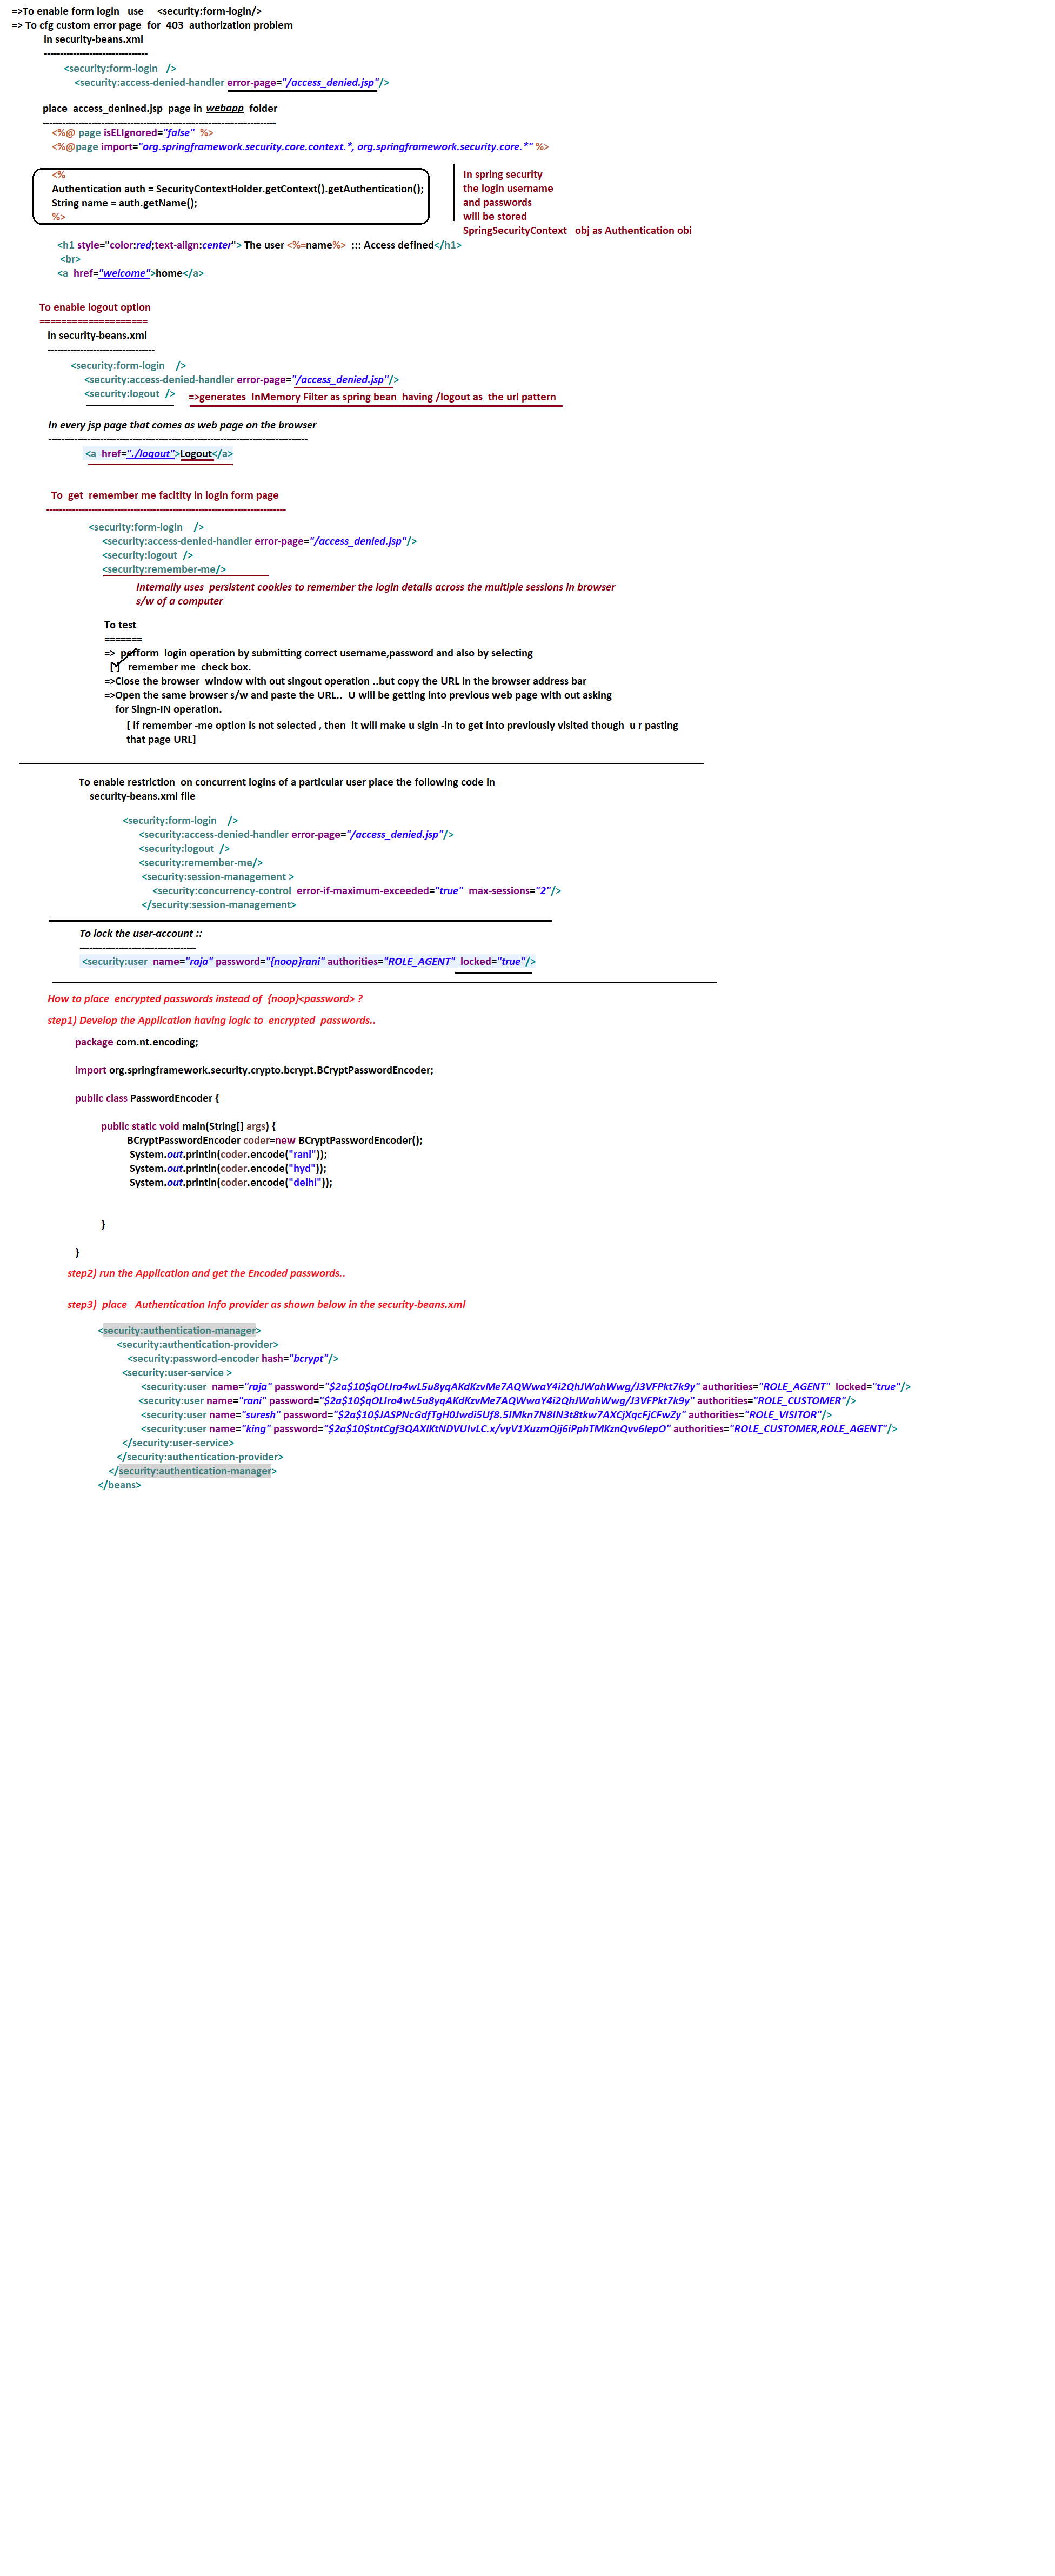 =>To enable form login   use    <security:form-login/>
=> To cfg custom error page  for  403  authorization problem
in security-beans.xml
--------------------------------
<security:form-login   />
<security:access-denied-handler error-page="/access_denied.jsp"/>
place  access_denined.jsp  page in  webapp  folder
------------------------------------------------------------------------
<%@ page isELIgnored="false"  %>
<%@page import="org.springframework.security.core.context.*, org.springframework.security.core.*" %>
<%
Authentication auth = SecurityContextHolder.getContext().getAuthentication();
String name = auth.getName();
%>
In spring security
the login username
and passwords
will be stored
SpringSecurityContext   obj as Authentication obj
<h1 style="color:red;text-align:center"> The user <%=name%>  ::: Access defined</h1>
<br>
<a  href="welcome">home</a>
To enable logout option
====================
in security-beans.xml
---------------------------------
<security:form-login    />
<security:access-denied-handler error-page="/access_denied.jsp"/>
<security:logout  />    =>generates  InMemory Filter as spring bean  having /logout as  the url pattern
In every jsp page that comes as web page on the browser
--------------------------------------------------------------------------------
<a  href="./logout">Logout</a>
To  get  remember me facitity in login form page
--------------------------------------------------------------------------
<security:form-login    />
<security:access-denied-handler error-page="/access_denied.jsp"/>
<security:logout  />
<security:remember-me/>
Internally uses  persistent cookies to remember the login details across the multiple sessions in browser
s/w of a computer
To test
=======
=>  perform  login operation by submitting correct username,password and also by selecting
[ ]   remember me  check box.
=>Close the browser  window with out singout operation ..but copy the URL in the browser address bar
=>Open the same browser s/w and paste the URL..  U will be getting into previous web page with out asking
for Singn-IN operation.
[ if remember -me option is not selected , then  it will make u sigin -in to get into previously visited though  u r pasting
that page URL]
To enable restriction  on concurrent logins of a particular user place the following code in
security-beans.xml file
<security:form-login    />
<security:access-denied-handler error-page="/access_denied.jsp"/>
<security:logout  />
<security:remember-me/>
<security:session-management >
<security:concurrency-control  error-if-maximum-exceeded="true"  max-sessions="2"/>
</security:session-management>
To lock the user-account ::
------------------------------------
<security:user  name="raja" password="{noop}rani" authorities="ROLE_AGENT"  locked="true"/>
How to place  encrypted passwords instead of  {noop}<password> ?
step1) Develop the Application having logic to  encrypted  passwords..
package com.nt.encoding;
import org.springframework.security.crypto.bcrypt.BCryptPasswordEncoder;
public class PasswordEncoder {
public static void main(String[] args) {
BCryptPasswordEncoder coder=new BCryptPasswordEncoder();
System.out.println(coder.encode("rani"));
System.out.println(coder.encode("hyd"));
System.out.println(coder.encode("delhi"));
}
}
step2) run the Application and get the Encoded passwords..
step3)  place   Authentication Info provider as shown below in the security-beans.xml
<security:authentication-manager>
<security:authentication-provider>
<security:password-encoder hash="bcrypt"/>
<security:user-service >
<security:user  name="raja" password="$2a$10$qOLIro4wL5u8yqAKdKzvMe7AQWwaY4i2QhJWahWwg/J3VFPkt7k9y" authorities="ROLE_AGENT"  locked="true"/>
<security:user name="rani" password="$2a$10$qOLIro4wL5u8yqAKdKzvMe7AQWwaY4i2QhJWahWwg/J3VFPkt7k9y" authorities="ROLE_CUSTOMER"/>
<security:user name="suresh" password="$2a$10$JASPNcGdfTgH0Jwdi5Uf8.5IMkn7N8IN3t8tkw7AXCjXqcFjCFwZy" authorities="ROLE_VISITOR"/>
<security:user name="king" password="$2a$10$tntCgf3QAXlKtNDVUIvLC.x/vyV1XuzmQij6iPphTMKznQvv6lepO" authorities="ROLE_CUSTOMER,ROLE_AGENT"/>
</security:user-service>
</security:authentication-provider>
</security:authentication-manager>
</beans>